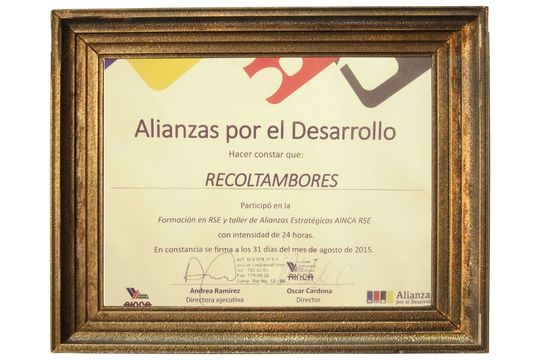 Alianzas por el Desarrollo
Hacer constar que:
RECOLTAMBORES
Participó en la
Formación en RSE y taller de Alianzas Estratégicas AINCA RSE
con intensidad de 24 horas.
En constancia se firma a los 31 días del mes de agosto de 2015.
AINCA
Andrea Ramirez
Directora ejecutiva
Oscar Cardona
Director
AINCA
Alianza
por el Desarro